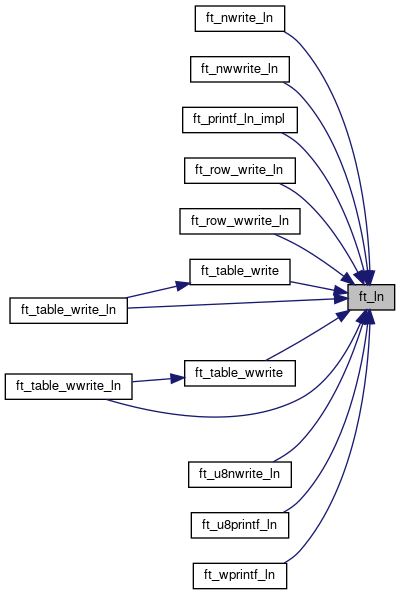 ft_nwrite_ln
ft_nwwrite_ln
ft_printf_ln_impl
ft_row_write_ln
ft_row_wwrite_ln
ft_table_write
ft_ln
ft_table_write_ln
ft_table_wwrite
ft_table_wwrite_ln
ft_u8nwrite_ln
ft_u8printf_ln
ft_wprintf_ln